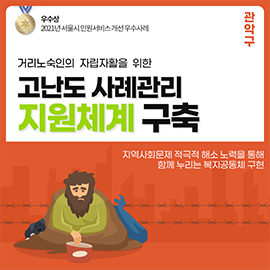 우수상
2021년 서울시 민원서비스 개선 우수사례
관악구
거리노숙인의 자립자활을 위한
고난도 사례관리
지원체계 구축
지역사회문제 적극적 해소 노력을 통해
함께 누리는 복지공동체 구현